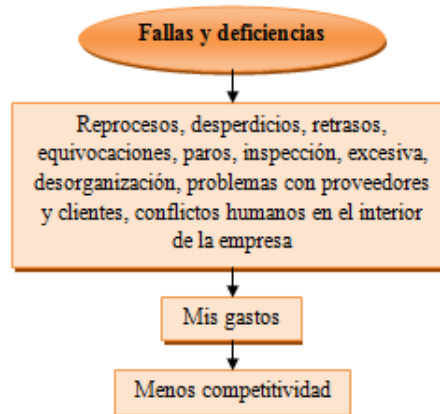 Fallas y deficiencias
Reprocesos, desperdicios, retrasos,
equivocaciones, paros, inspección, excesiva,
desorganización, problemas con proveedores
y clientes, conflictos humanos en el interior
de la empresa
Mis gastos
Menos competitividad